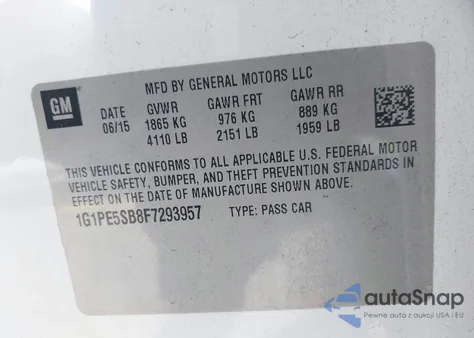 MFD BY GENERAL MOTORS LLC
GM
DATE GVWR GAWR FRT GAWR RR
06/15 1865 KG 976 KG 889 KG
4110 LB 2151 LB 1959 LB
THIS VEHICLE CONFORMS TO ALL APPLICABLE U.S. FEDERAL MOTOR
VEHICLE SAFETY, BUMPER, AND THEFT PREVENTION STANDARDS IN
EFFECT ON THE DATE OF MANUFACTURE SHOWN ABOVE.
1G1PE5SB8F7293957 TYPE: PASS CAR
autoSnap
Pewne auta z aukcji USA i EU